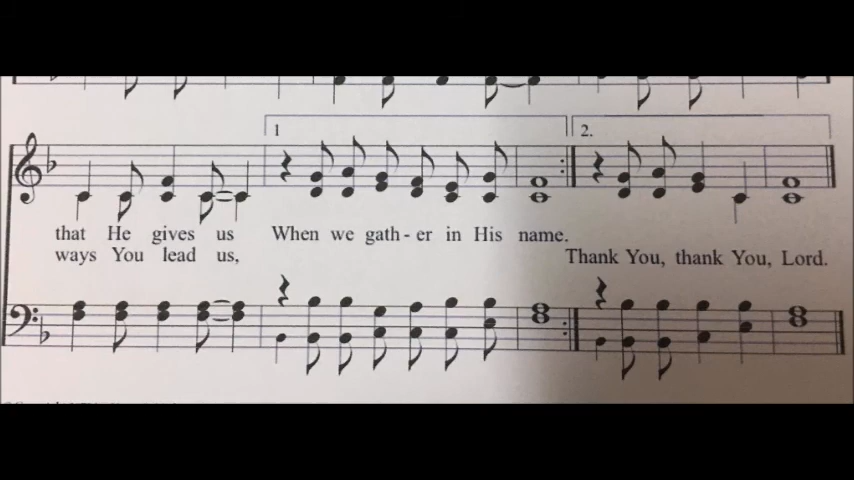 1 2.
that He gives us When we gath - er in His name.
ways You lead us, Thank You, thank You, Lord.